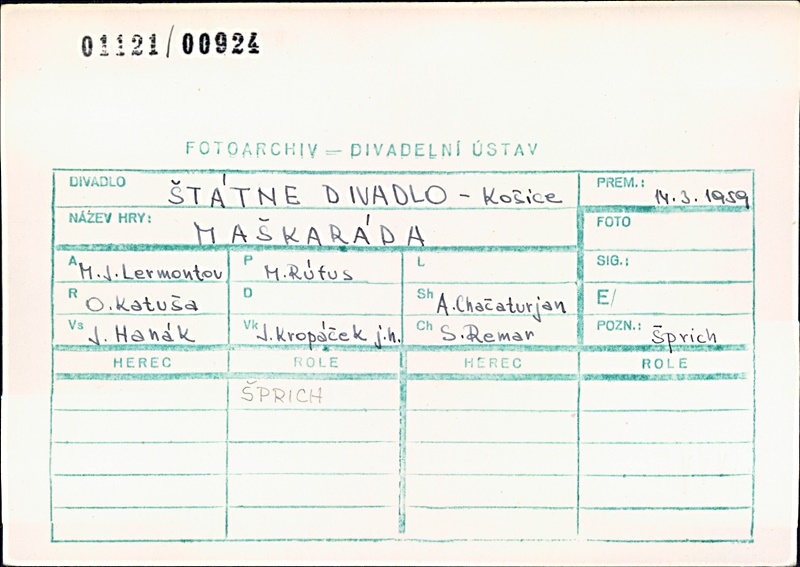 01121/00924
FOTOARCHIV — DIVADELNÍ ÚSTAV
DIVADLO ŠTÁTNE DIVADLO - Košice PREM.: 14.3.1959
NÁZEV HRY: MAŠKARÁDA FOTO
A M.J.Lermontov P M.Rúfus L SIG.:
R O.Katuša D Sh A.Chačaturjan E/
Vs J.Hanák Vk J.Kropáček j.h. Ch S.Remar POZN.: Šprich
HEREC ROLE HEREC ROLE
ŠPRICH